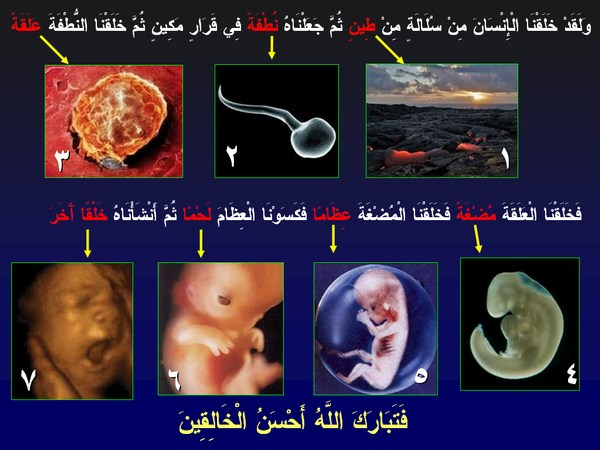 وَلَقَدْ خَلَقْنَا الْإِنْسَانَ مِنْ سُلَالَةٍ مِنْ طِينٍ ثُمَّ جَعَلْنَاهُ نُطْفَةً فِي قَرَارٍ مَكِينٍ ثُمَّ خَلَقْنَا النُّطْفَةَ عَلَقَةً
١
٢
٣
فَخَلَقْنَا الْعَلَقَةَ مُضْغَةً فَخَلَقْنَا الْمُضْغَةَ عِظَامًا فَكَسَوْنَا الْعِظَامَ لَحْمًا ثُمَّ أَنْشَأْنَاهُ خَلْقًا آخَرَ
٤
٥
٦
٧
فَتَبَارَكَ اللَّهُ أَحْسَنُ الْخَالِقِينَ